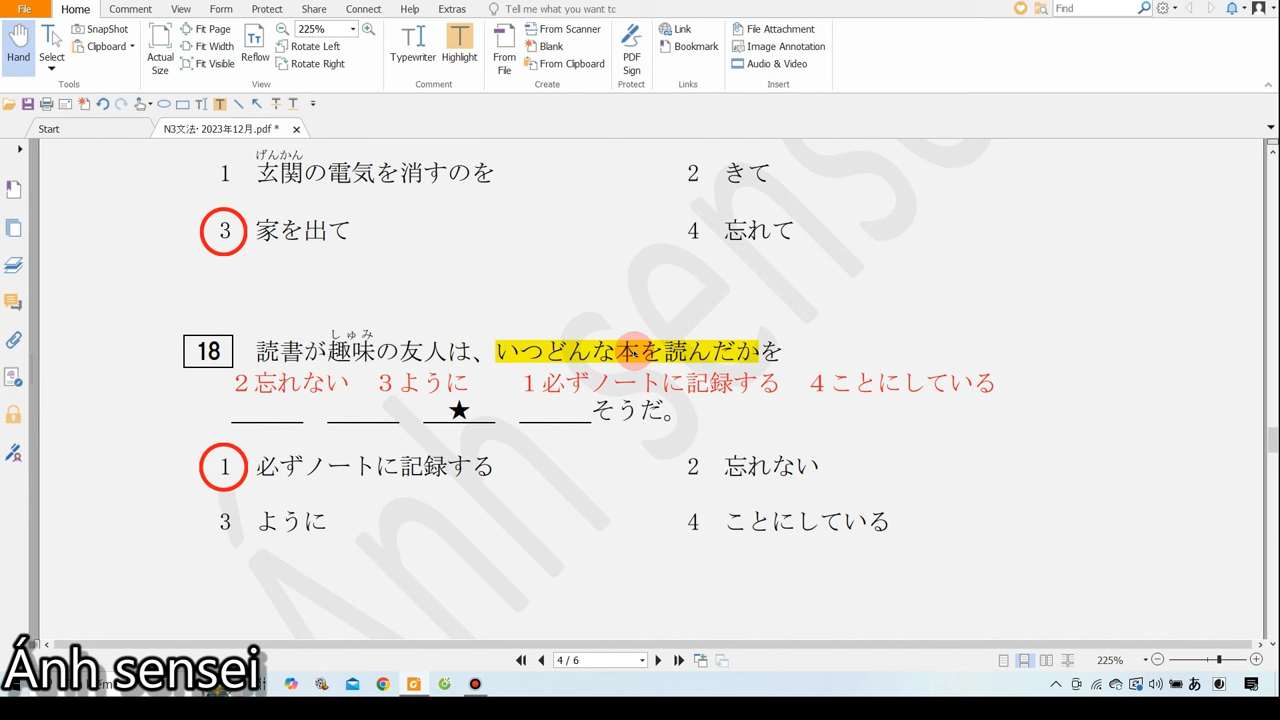 File Home Comment View Form Protect Share Connect Help Extras Tell me what you want to Find
Hand Select SnapShot Clipboard Actual Size Fit Page Fit Width Fit Visible Reflow 225% Rotate Left Rotate Right Typewriter Highlight From File From Scanner Blank From Clipboard PDF Sign Link Bookmark File Attachment Image Annotation Audio & Video
Tools View Comment Create Protect Links Insert
Start N3文法- 2023年12月.pdf *
げんかん
1 玄関の電気を消すのを 2 きて
3 家を出て 4 忘れて
しゅみ
18 読書が趣味の友人は、いつどんな本を読んだかを
2忘れない 3ように 1必ずノートに記録する 4ことにしている
★ そうだ。
1 必ずノートに記録する 2 忘れない
3 ように 4 ことにしている
Ánh sensei
4 / 6 225%
Ánh sensei